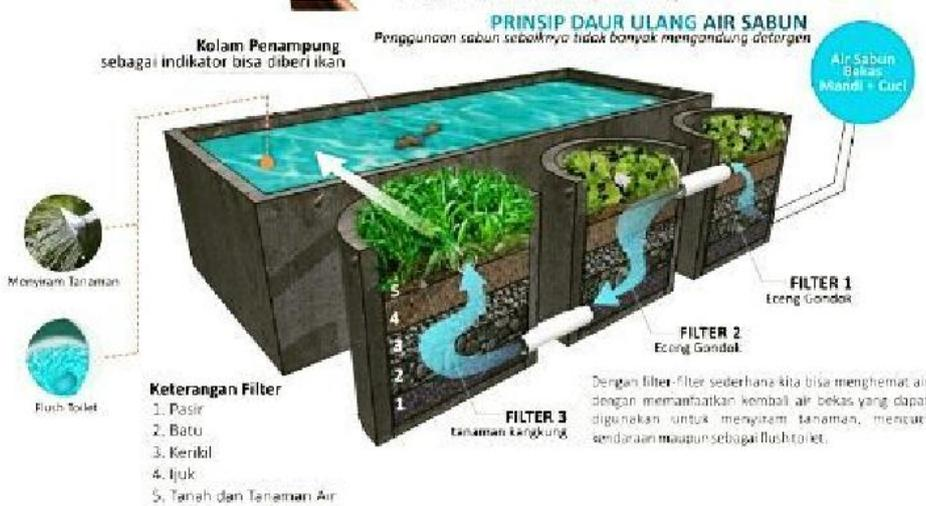 PRINSIP DAUR ULANG AIR SABUN
Penggunaan sabun sebaiknya tidak banyak mengandung detergen
Kolam Penampung
sebagai indikator bisa diberi ikan
Air Sabun
Bekas
Mandi + Cuci
Menyiram Tanaman
Flush Toilet
FILTER 1
Eceng Gondok
FILTER 2
Eceng Gondok
FILTER 3
tanaman kangkung
5
4
3
2
1
Keterangan Filter
1. Pasir
2. Batu
3. Kerikil
4. Ijuk
5. Tanah dan Tanaman Air
Dengan filter-filter sederhana kita bisa menghemat air
dengan memanfaatkan kembali air bekas yang dapat
digunakan untuk menyiram tanaman, mencuci
kendaraan maupun sebagai flush toilet.